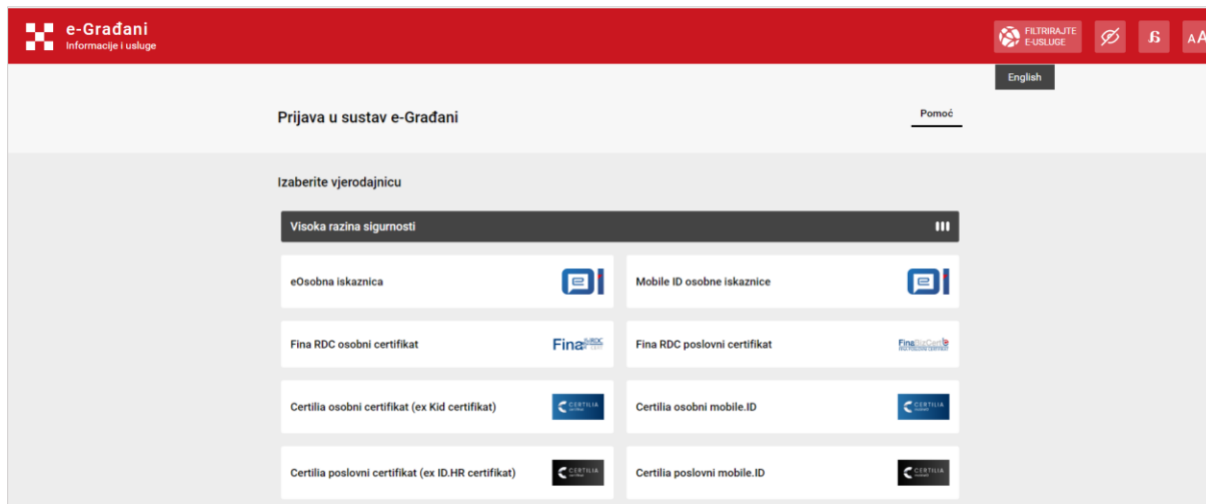 e-Građani
Informacije i usluge
FILTRIRAJTE
E-USLUGE
ᴀA
English
Prijava u sustav e-Građani
Pomoć
Izaberite vjerodajnicu
Visoka razina sigurnosti
eOsobna iskaznica
Mobile ID osobne iskaznice
Fina RDC osobni certifikat
Fina RDC
Fina RDC poslovni certifikat
Certilia osobni certifikat (ex Kid certifikat)
CERTILIA
Certilia osobni mobile.ID
CERTILIA
Certilia poslovni certifikat (ex ID.HR certifikat)
CERTILIA
Certilia poslovni mobile.ID
CERTILIA